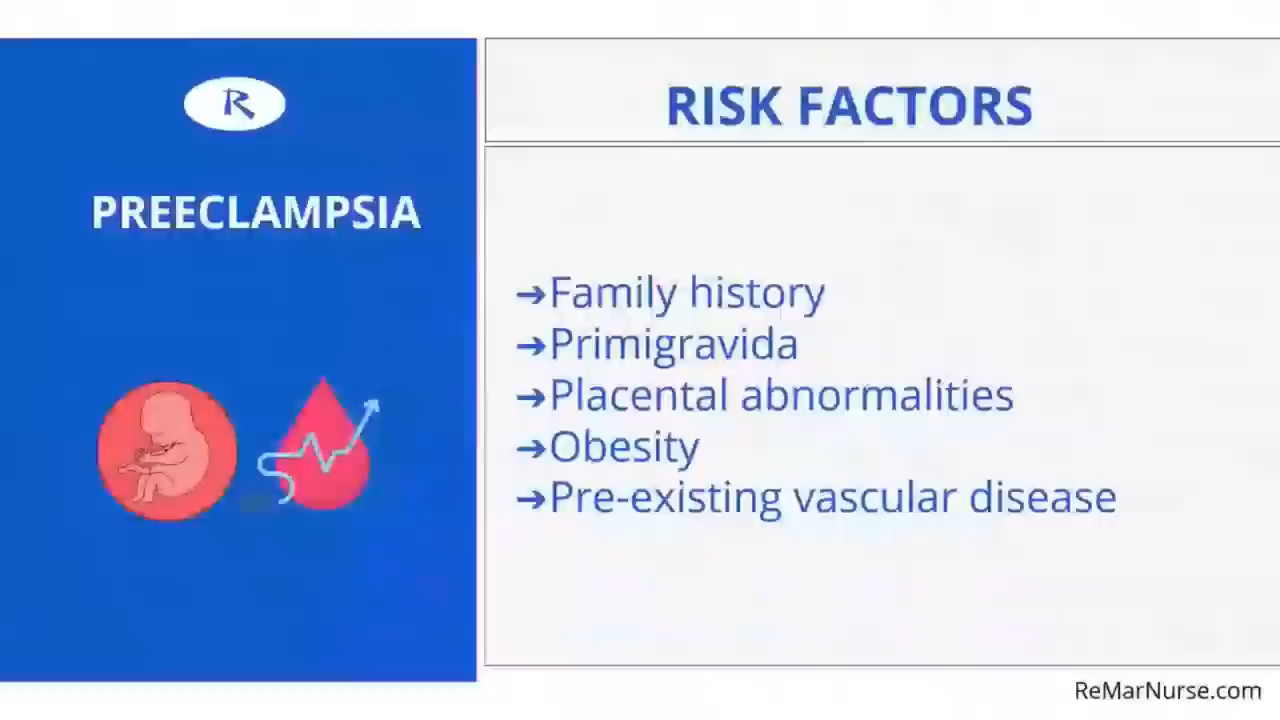 R
PREECLAMPSIA
RISK FACTORS
➔Family history
➔Primigravida
➔Placental abnormalities
➔Obesity
➔Pre-existing vascular disease
ReMarNurse.com